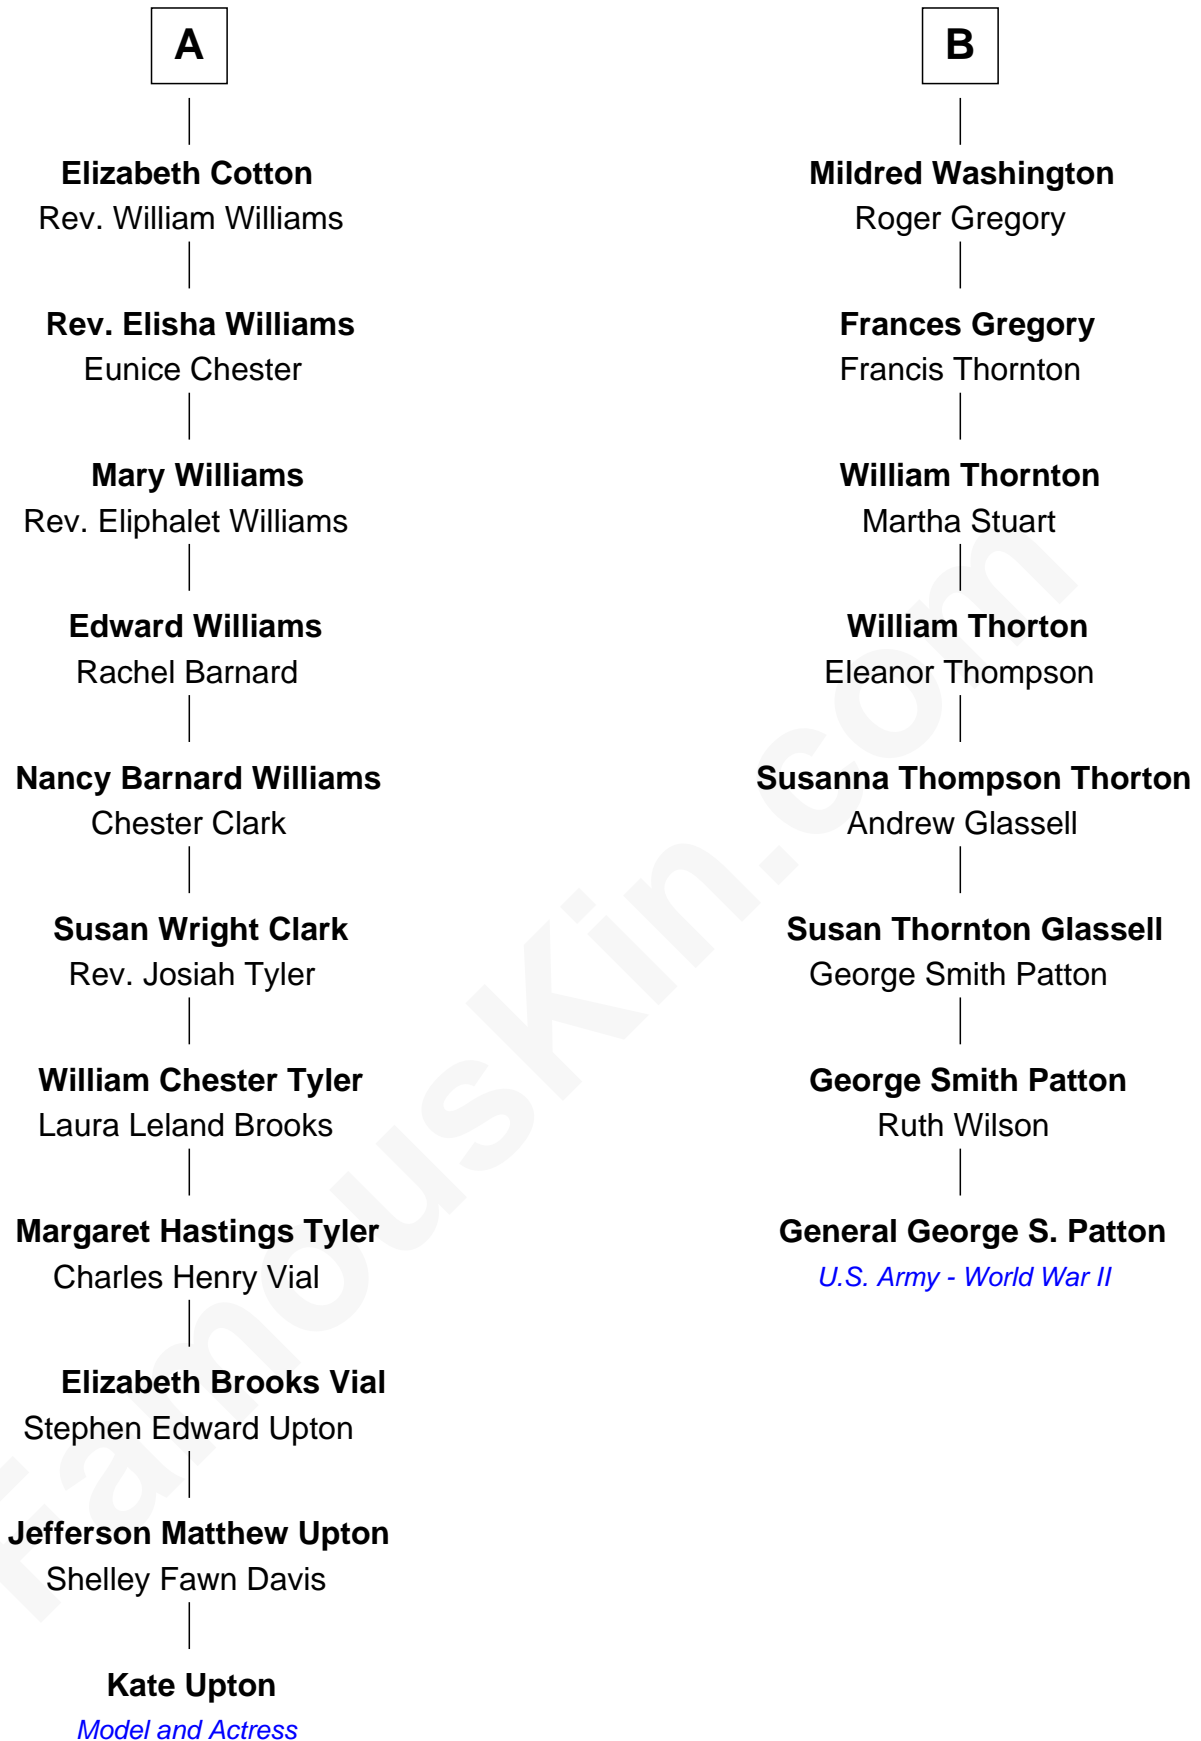 A
Elizabeth Cotton
Rev. William Williams
Rev. Elisha Williams
Eunice Chester
Mary Williams
Rev. Eliphalet Williams
Edward Williams
Rachel Barnard
Nancy Barnard Williams
Chester Clark
Susan Wright Clark
Rev. Josiah Tyler
William Chester Tyler
Laura Leland Brooks
Margaret Hastings Tyler
Charles Henry Vial
Elizabeth Brooks Vial
Stephen Edward Upton
Jefferson Matthew Upton
Shelley Fawn Davis
Kate Upton
Model and Actress
B
Mildred Washington
Roger Gregory
Frances Gregory
Francis Thornton
William Thornton
Martha Stuart
William Thorton
Eleanor Thompson
Susanna Thompson Thorton
Andrew Glassell
Susan Thornton Glassell
George Smith Patton
George Smith Patton
Ruth Wilson
General George S. Patton
U.S. Army - World War II
FamousKin.com